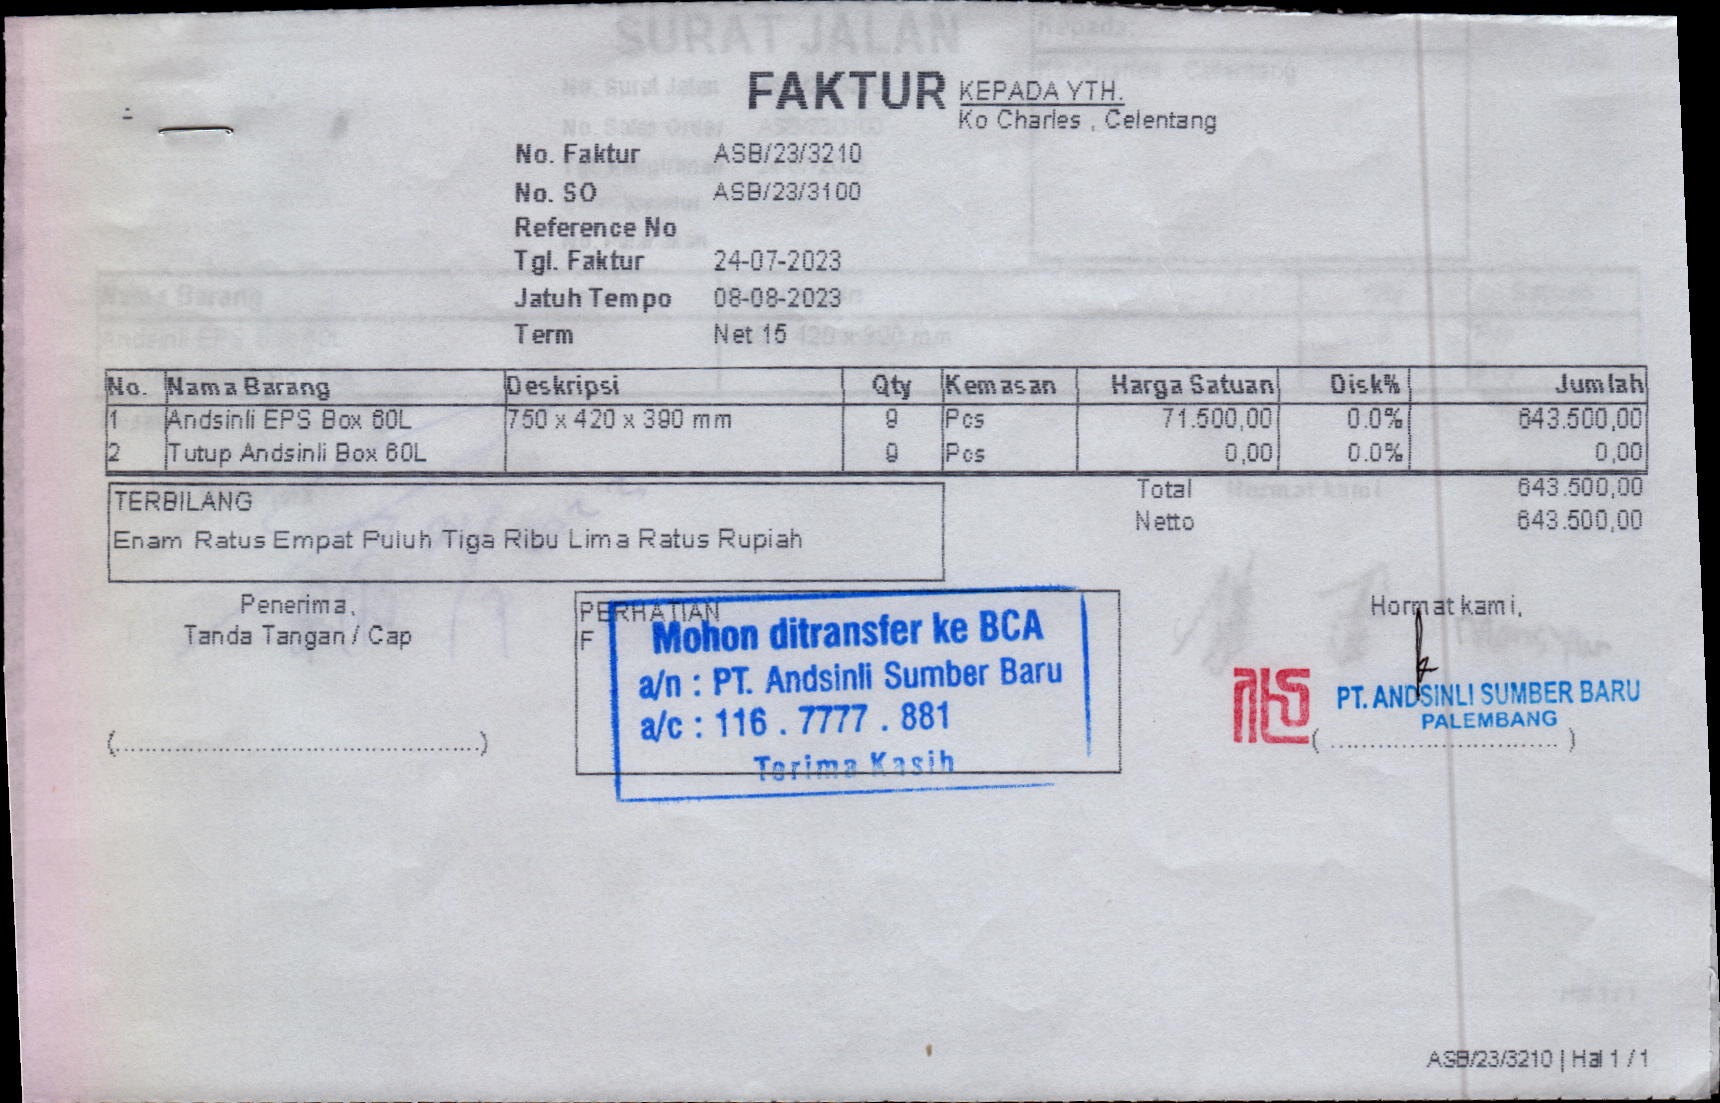 FAKTUR
KEPADA YTH.
Ko Charles , Celentang
No. Faktur ASB/23/3210
No. SO ASB/23/3100
Reference No
Tgl. Faktur 24-07-2023
Jatuh Tempo 08-08-2023
Term Net 15
No. Nama Barang Deskripsi Qty Kemasan Harga Satuan Disk% Jumlah
1 Andsinli EPS Box 60L 750 x 420 x 390 mm 9 Pcs 71.500,00 0.0% 643.500,00
2 Tutup Andsinli Box 60L 9 Pcs 0,00 0.0% 0,00
Total 643.500,00
Netto 643.500,00
TERBILANG
Enam Ratus Empat Puluh Tiga Ribu Lima Ratus Rupiah
Penerima,
Tanda Tangan / Cap
(................................................)
PERHATIAN
F
Mohon ditransfer ke BCA
a/n : PT. Andsinli Sumber Baru
a/c : 116 . 7777 . 881
Terima Kasih
Hormat kami,
PT. ANDSINLI SUMBER BARU
PALEMBANG
( ............................. )
ASB/23/3210 | Hal 1 / 1